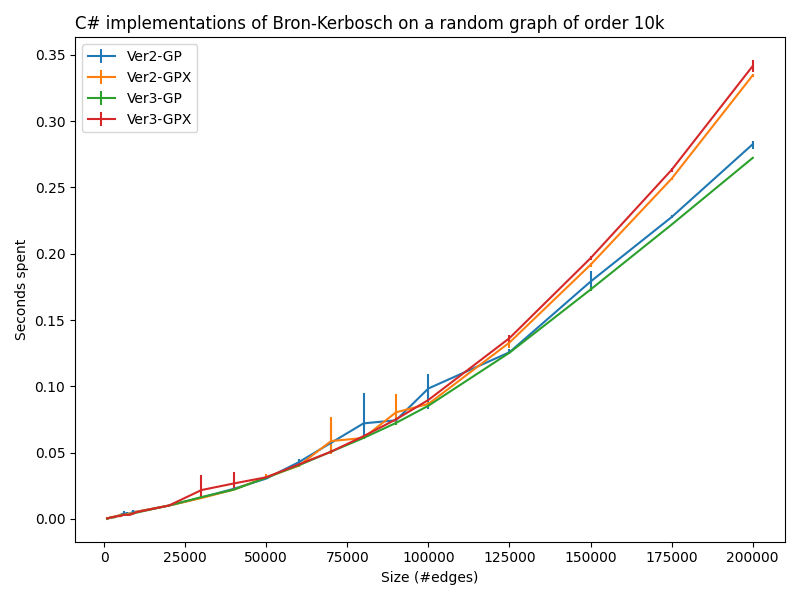 C# implementations of Bron-Kerbosch on a random graph of order 10k
Ver2-GP
Ver2-GPX
Ver3-GP
Ver3-GPX
0.35
0.30
0.25
0.20
0.15
0.10
0.05
0.00
Seconds spent
0 25000 50000 75000 100000 125000 150000 175000 200000
Size (#edges)